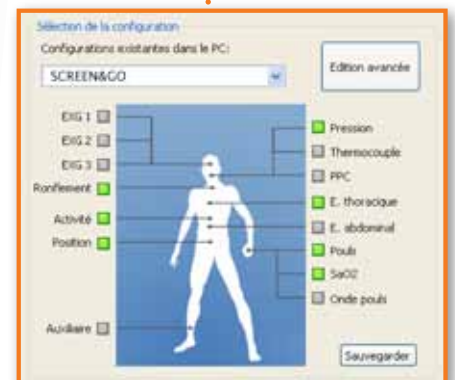 Sélection de la configuration
Configurations existantes dans le PC:
SCREEN&GO
Edition avancée
EXG 1
EXG 2
EXG 3
Ronflement
Activité
Position
Auxiliaire
Pression
Thermocouple
PPC
E. thoracique
E. abdominal
Pouls
SaO2
Onde pouls
Sauvegarder